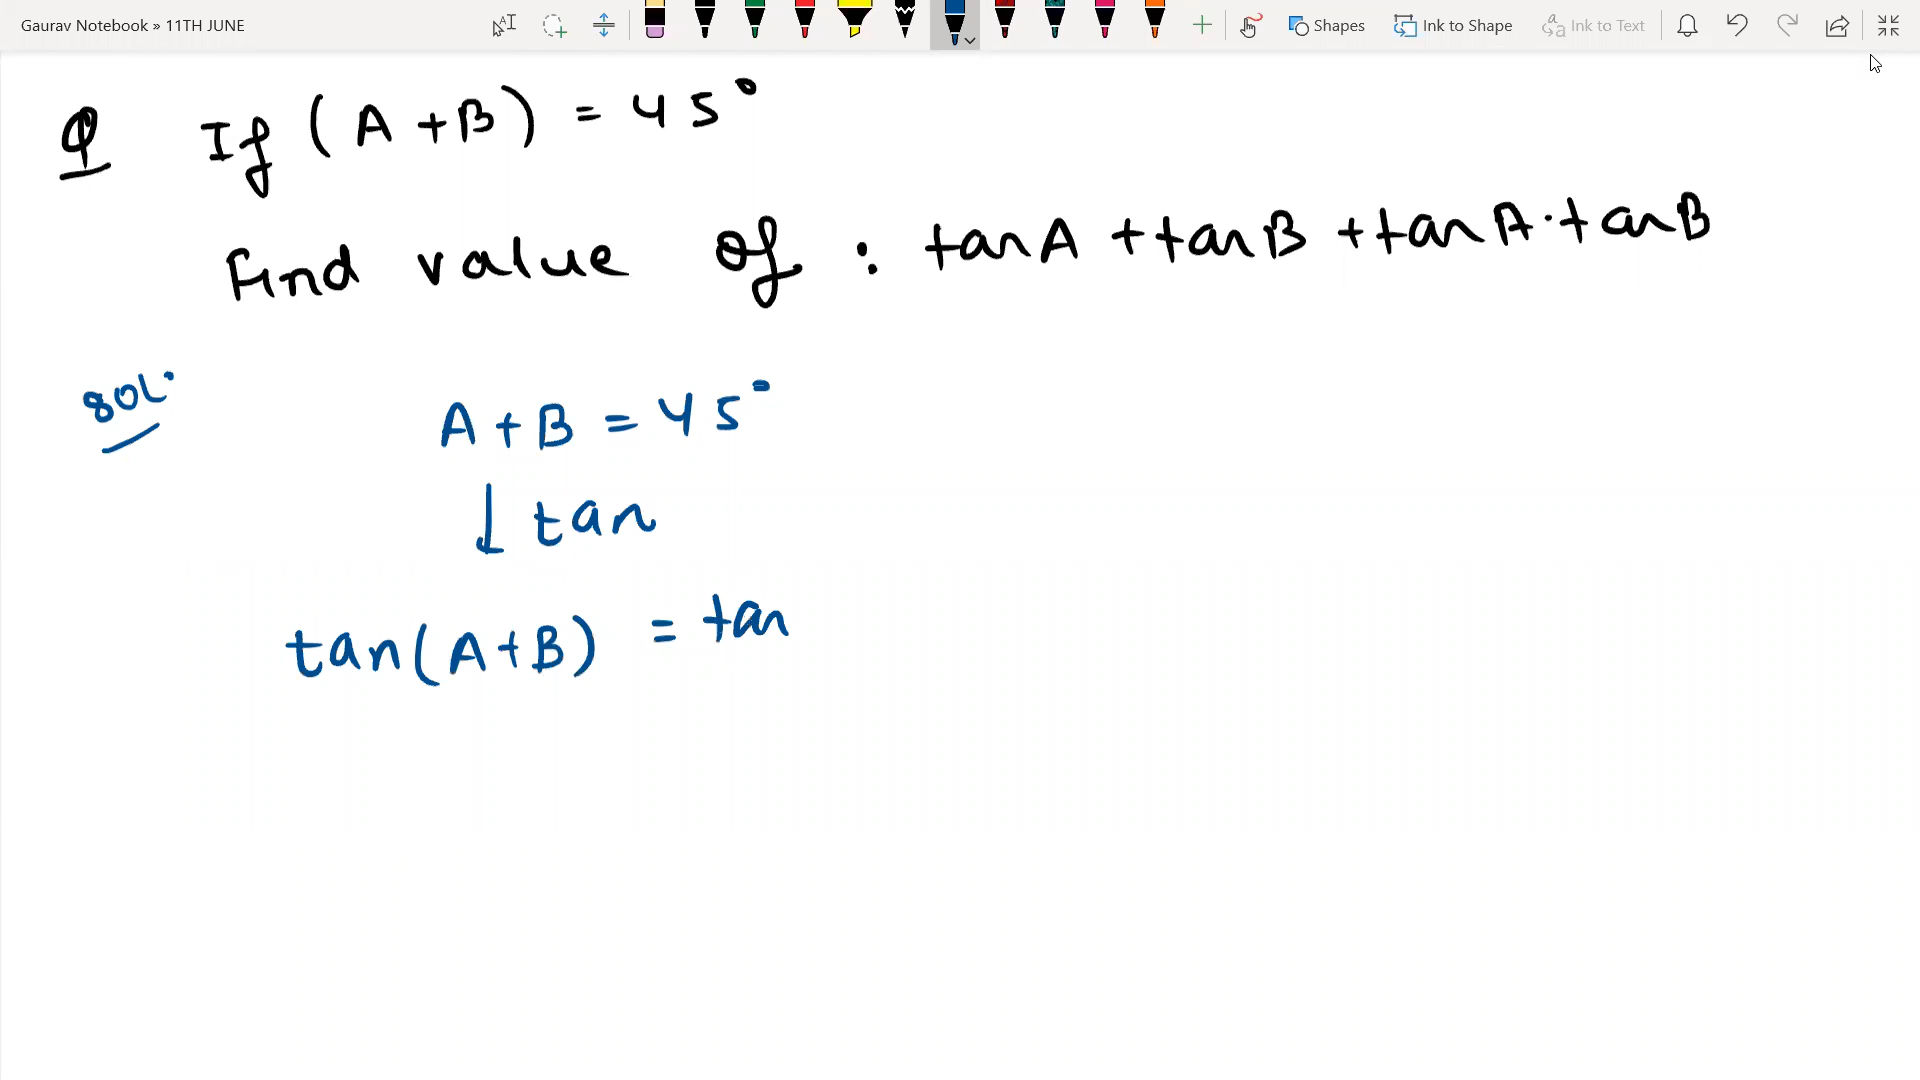 Gaurav Notebook » 11TH JUNE Shapes Ink to Shape Ink to Text
Q If (A+B) = 45°
Find value of : tanA + tanB + tanA·tanB
SOL·
A+B = 45°
↓ tan
tan(A+B) = tan